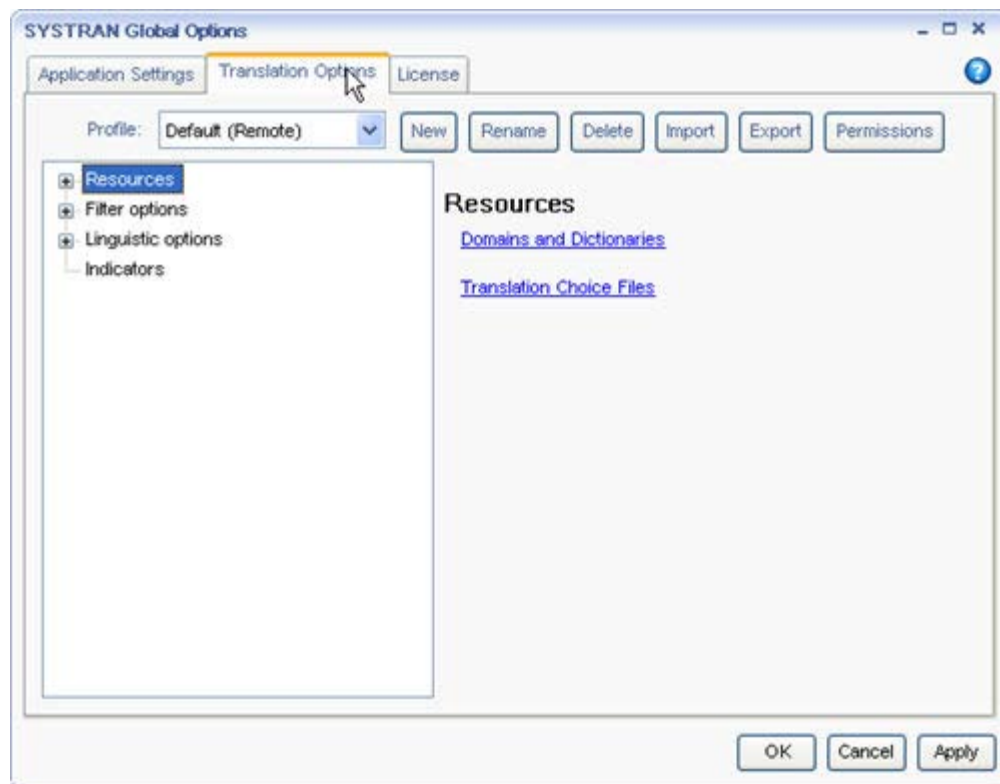 SYSTRAN Global Options
Application Settings Translation Options License
Profile: Default (Remote) New Rename Delete Import Export Permissions
Resources
Filter options
Linguistic options
Indicators
Resources
Domains and Dictionaries
Translation Choice Files
OK Cancel Apply